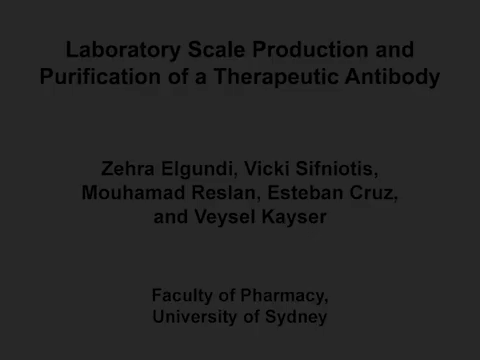 Laboratory Scale Production and
Purification of a Therapeutic Antibody
Zehra Elgundi, Vicki Sifniotis,
Mouhamad Reslan, Esteban Cruz,
and Veysel Kayser
Faculty of Pharmacy,
University of Sydney